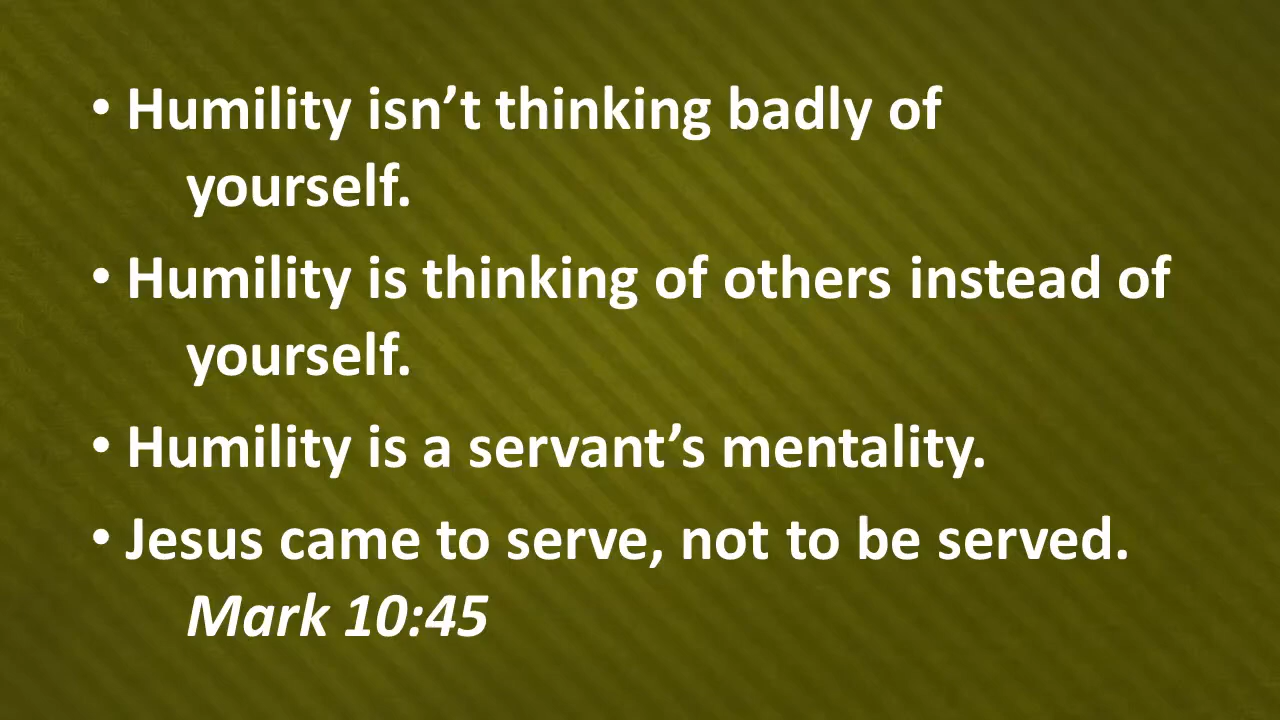 • Humility isn’t thinking badly of
yourself.
• Humility is thinking of others instead of
yourself.
• Humility is a servant’s mentality.
• Jesus came to serve, not to be served.
Mark 10:45